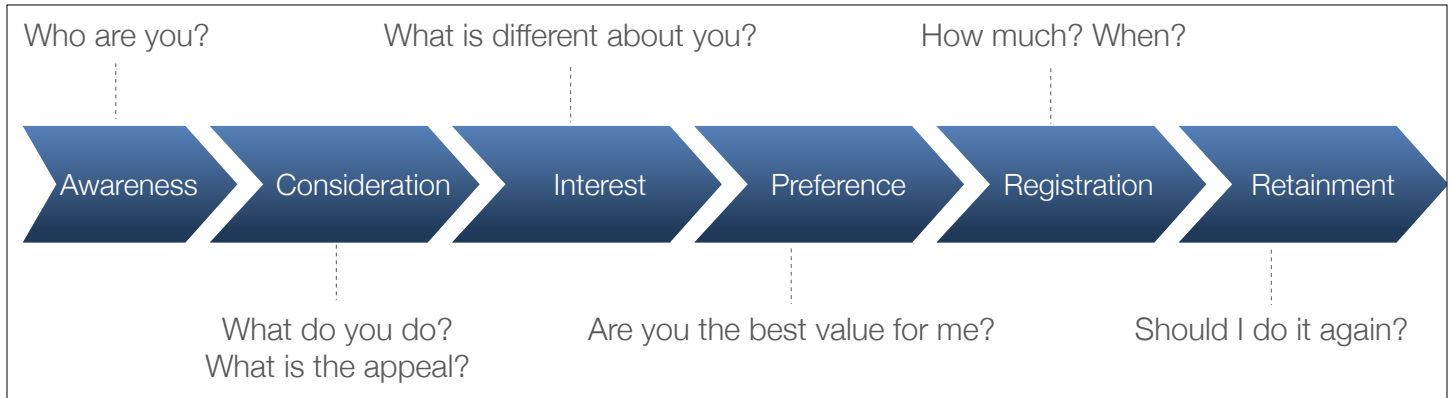 Who are you?
What is different about you?
How much? When?
Awareness
Consideration
Interest
Preference
Registration
Retainment
What do you do?
What is the appeal?
Are you the best value for me?
Should I do it again?